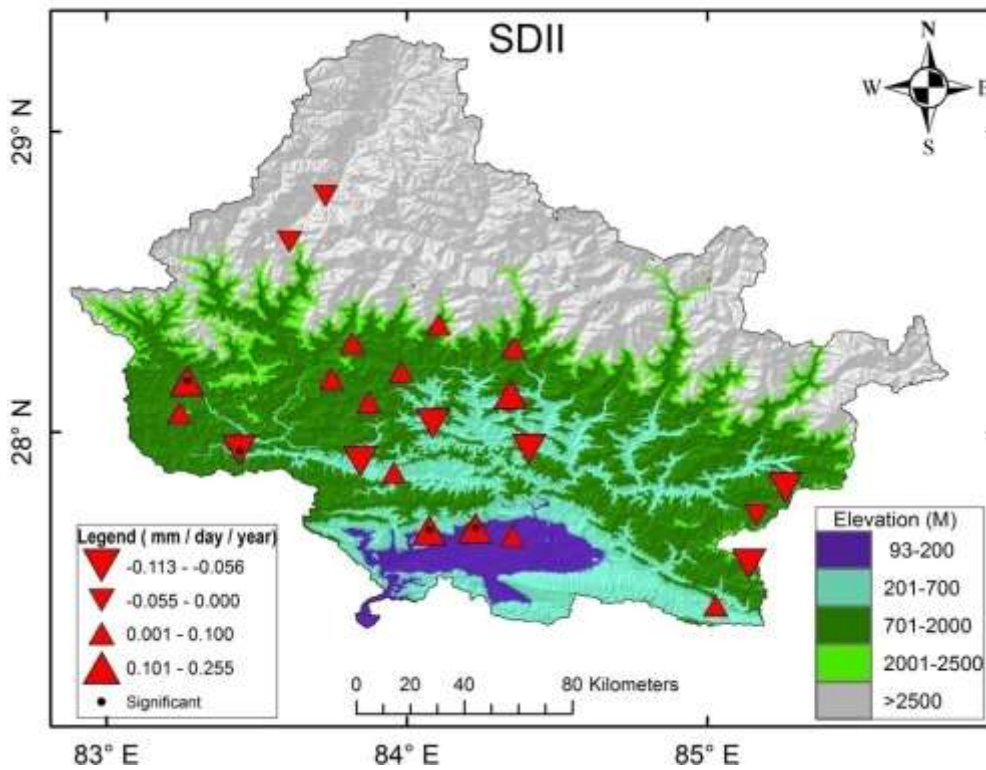 SDII
N
W E
S
29° N
28° N
Legend ( mm / day / year)
-0.113 - -0.056
-0.055 - 0.000
0.001 - 0.100
0.101 - 0.255
Significant
Elevation (M)
93-200
201-700
701-2000
2001-2500
>2500
0 20 40 80 Kilometers
83° E 84° E 85° E